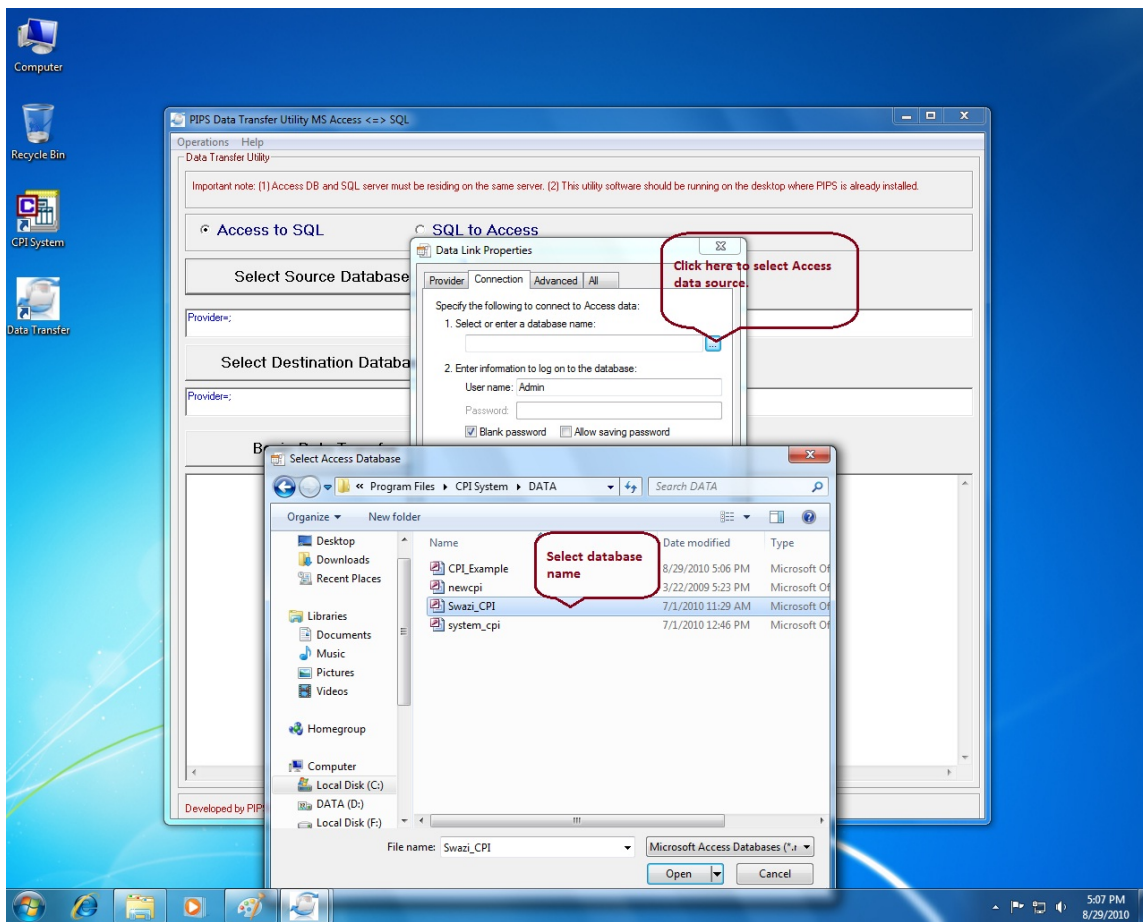 Computer
Recycle Bin
CPI System
Data Transfer
PIPS Data Transfer Utility MS Access <=> SQL
Operations Help
Data Transfer Utility
Important note: (1) Access DB and SQL server must be residing on the same server. (2) This utility software should be running on the desktop where PIPS is already installed.
Access to SQL
SQL to Access
Select Source Database
Provider=;
Select Destination Databa
Provider=;
Developed by PIP
Data Link Properties
Provider Connection Advanced All
Specify the following to connect to Access data:
1. Select or enter a database name:
...
2. Enter information to log on to the database:
User name: Admin
Password:
Blank password Allow saving password
Click here to select Access
data source.
Select Access Database
« Program Files CPI System DATA
Search DATA
Organize New folder
Desktop
Downloads
Recent Places
Libraries
Documents
Music
Pictures
Videos
Homegroup
Computer
Local Disk (C:)
DATA (D:)
Local Disk (F:)
Name Date modified Type
CPI_Example 8/29/2010 5:06 PM Microsoft Of
newcpi 3/22/2009 5:23 PM Microsoft Of
Swazi_CPI 7/1/2010 11:29 AM Microsoft Of
system_cpi 7/1/2010 12:46 PM Microsoft Of
Select database
name
File name: Swazi_CPI
Microsoft Access Databases (*.r
Open Cancel
5:07 PM
8/29/2010